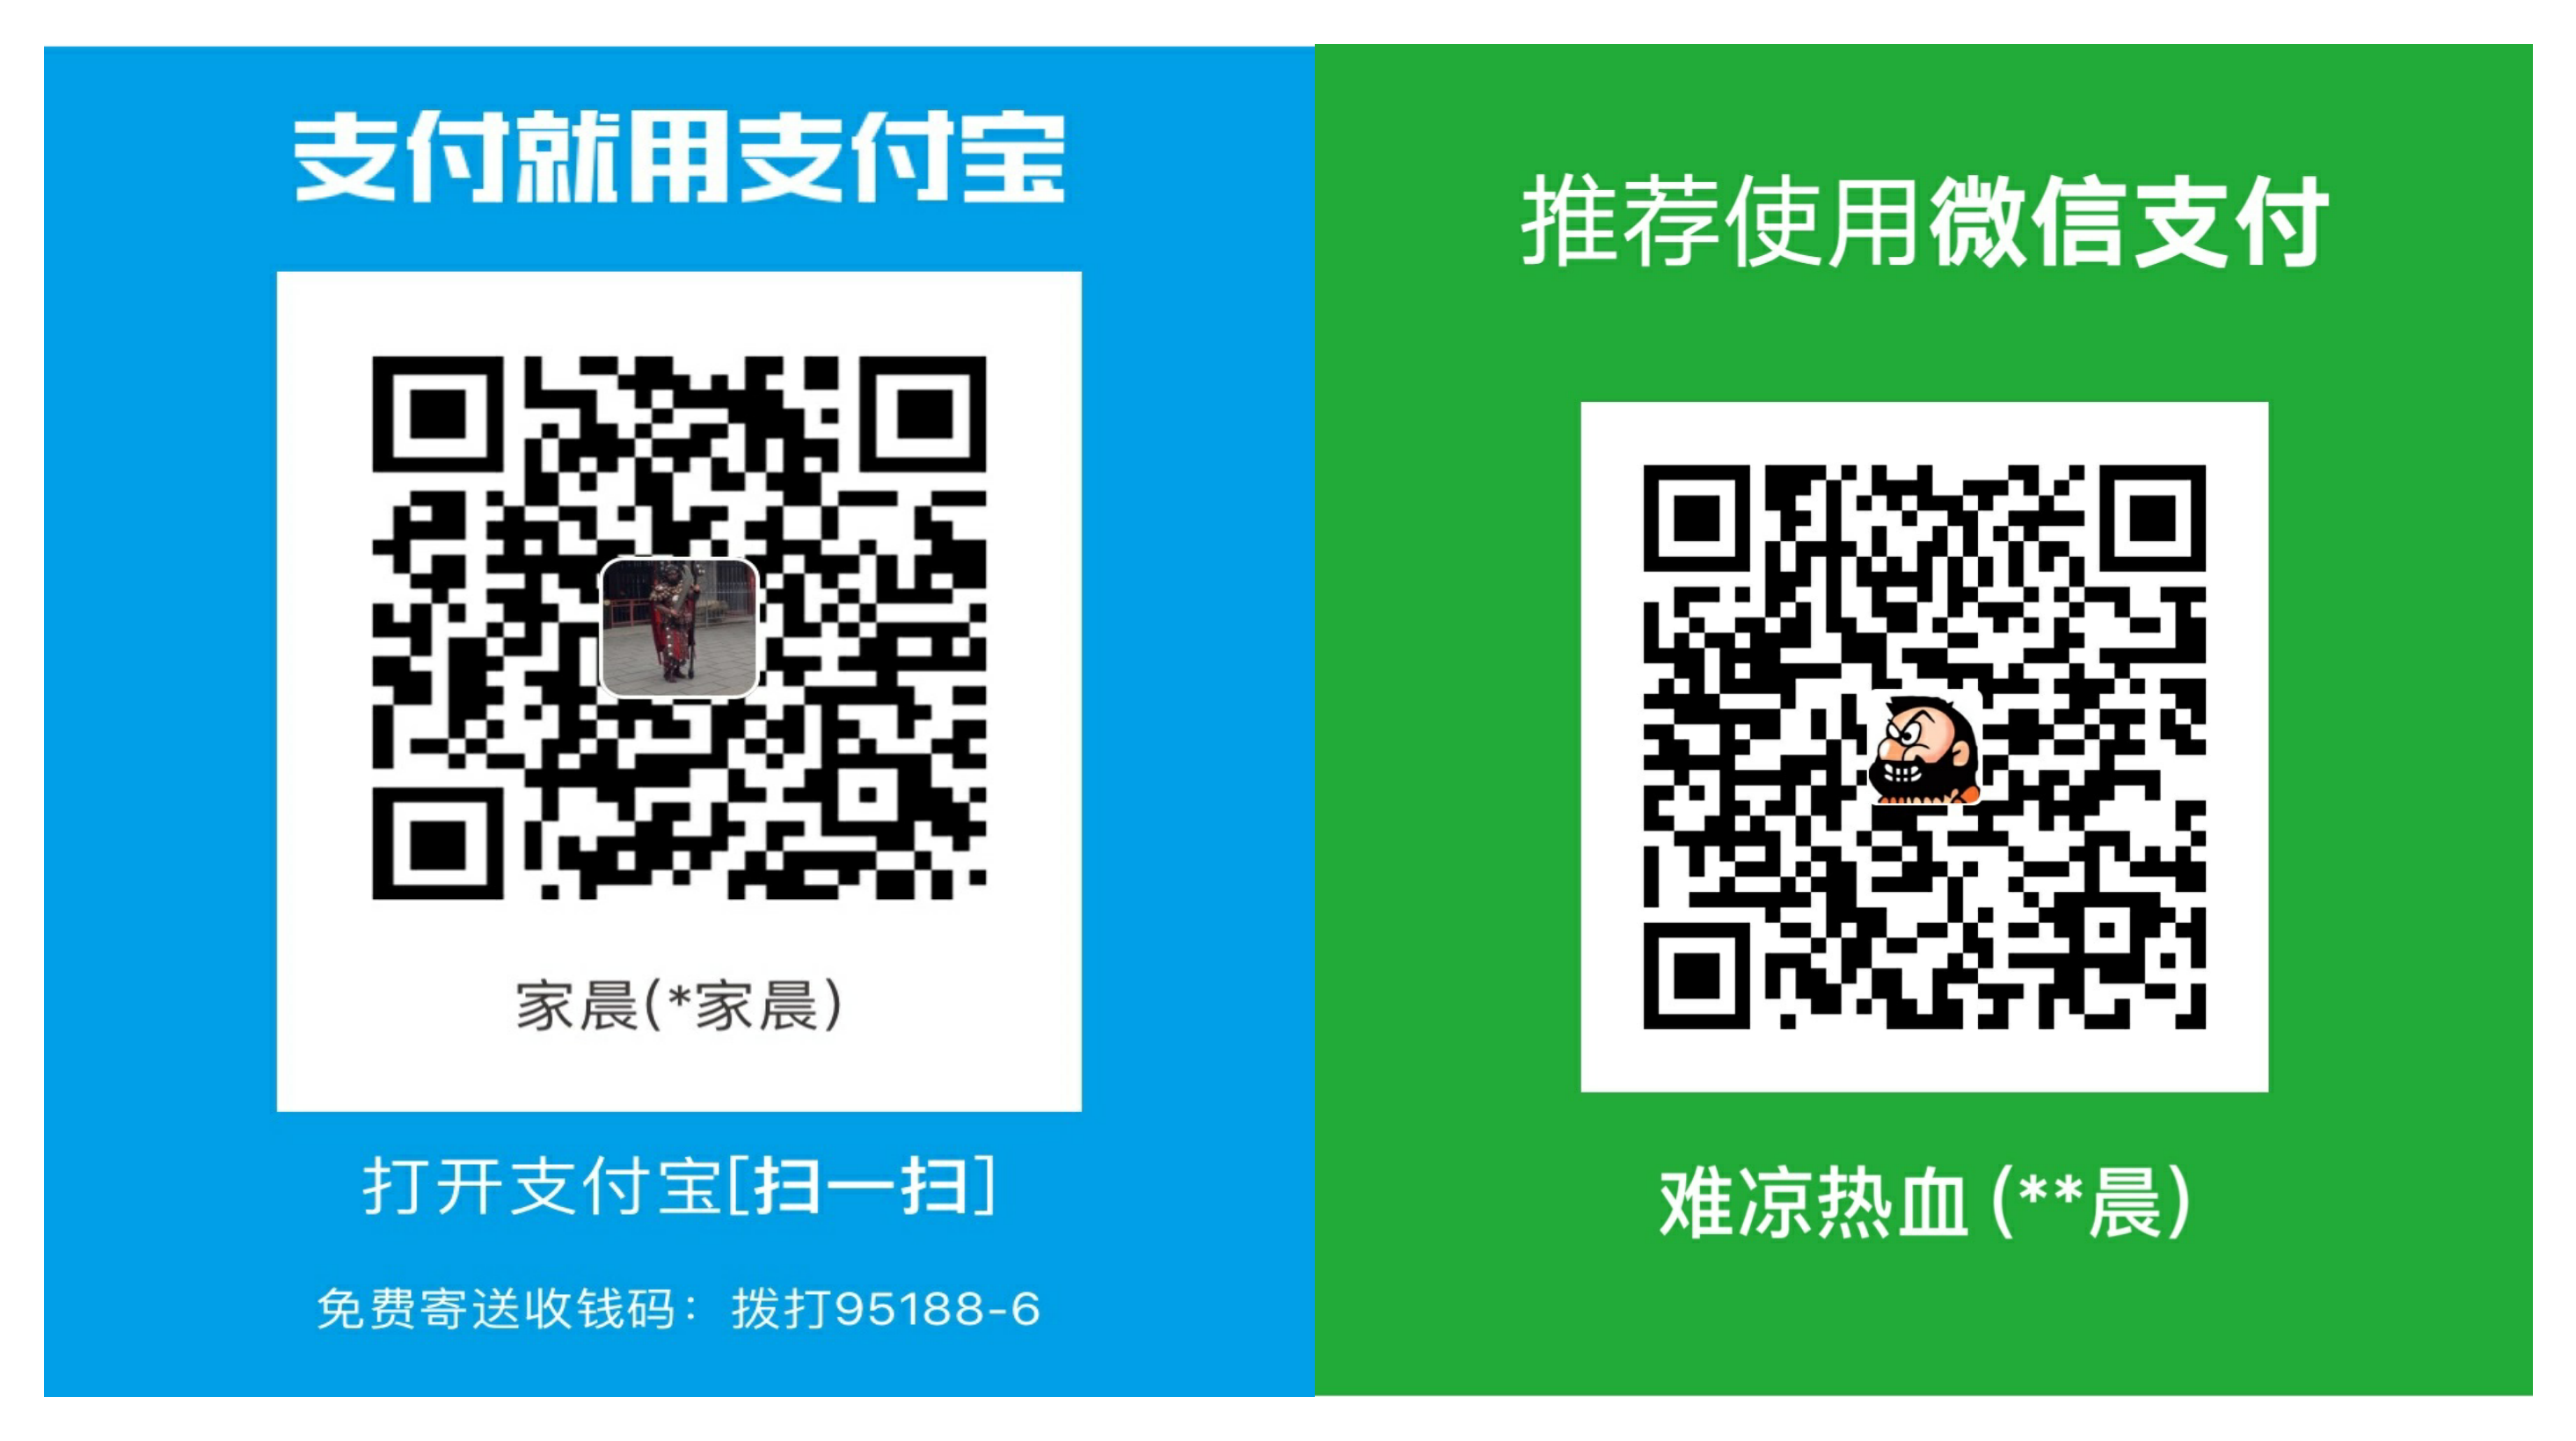 支付就用支付宝
家晨(*家晨)
打开支付宝[扫一扫]
免费寄送收钱码：拨打95188-6
推荐使用微信支付
难凉热血(**晨)